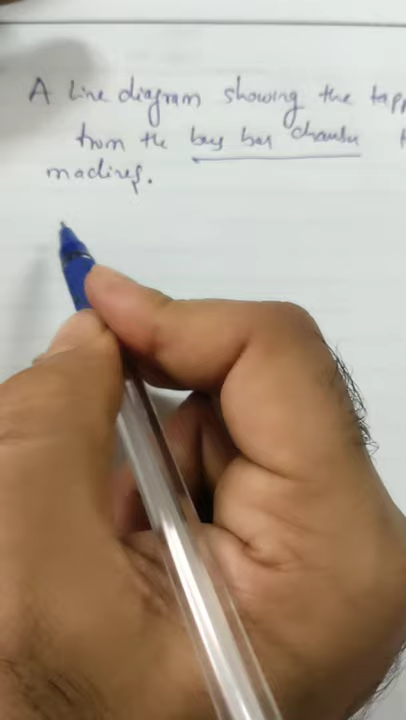 A line diagram showing the tapp
from the bus bar chamber t
machines.